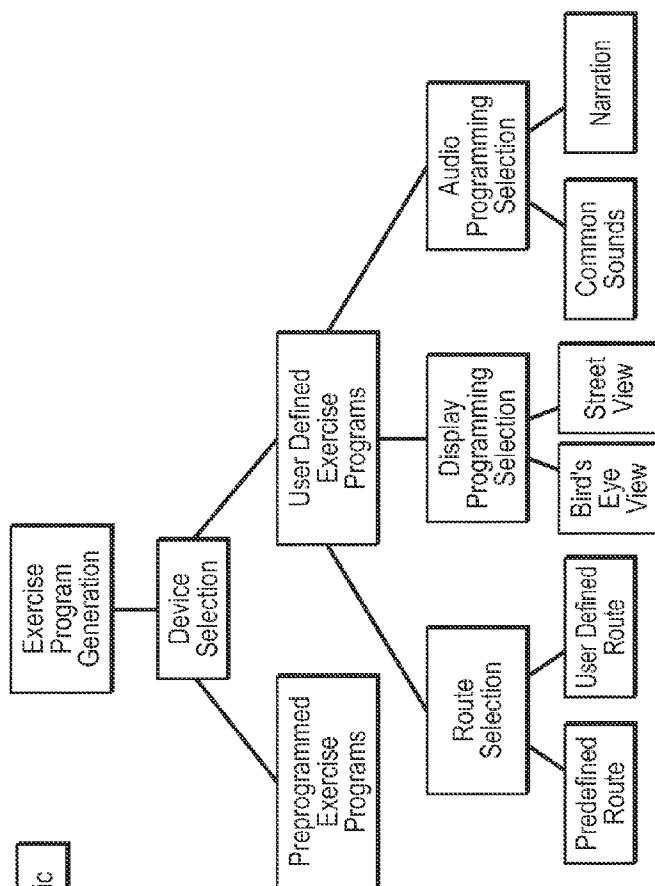 Exercise
Program
Generation
Device
Selection
ic
Preprogrammed
Exercise
Programs
User Defined
Exercise
Programs
Route
Selection
Display
Programming
Selection
Audio
Programming
Selection
Predefined
Route
User Defined
Route
Bird's
Eye
View
Street
View
Common
Sounds
Narration